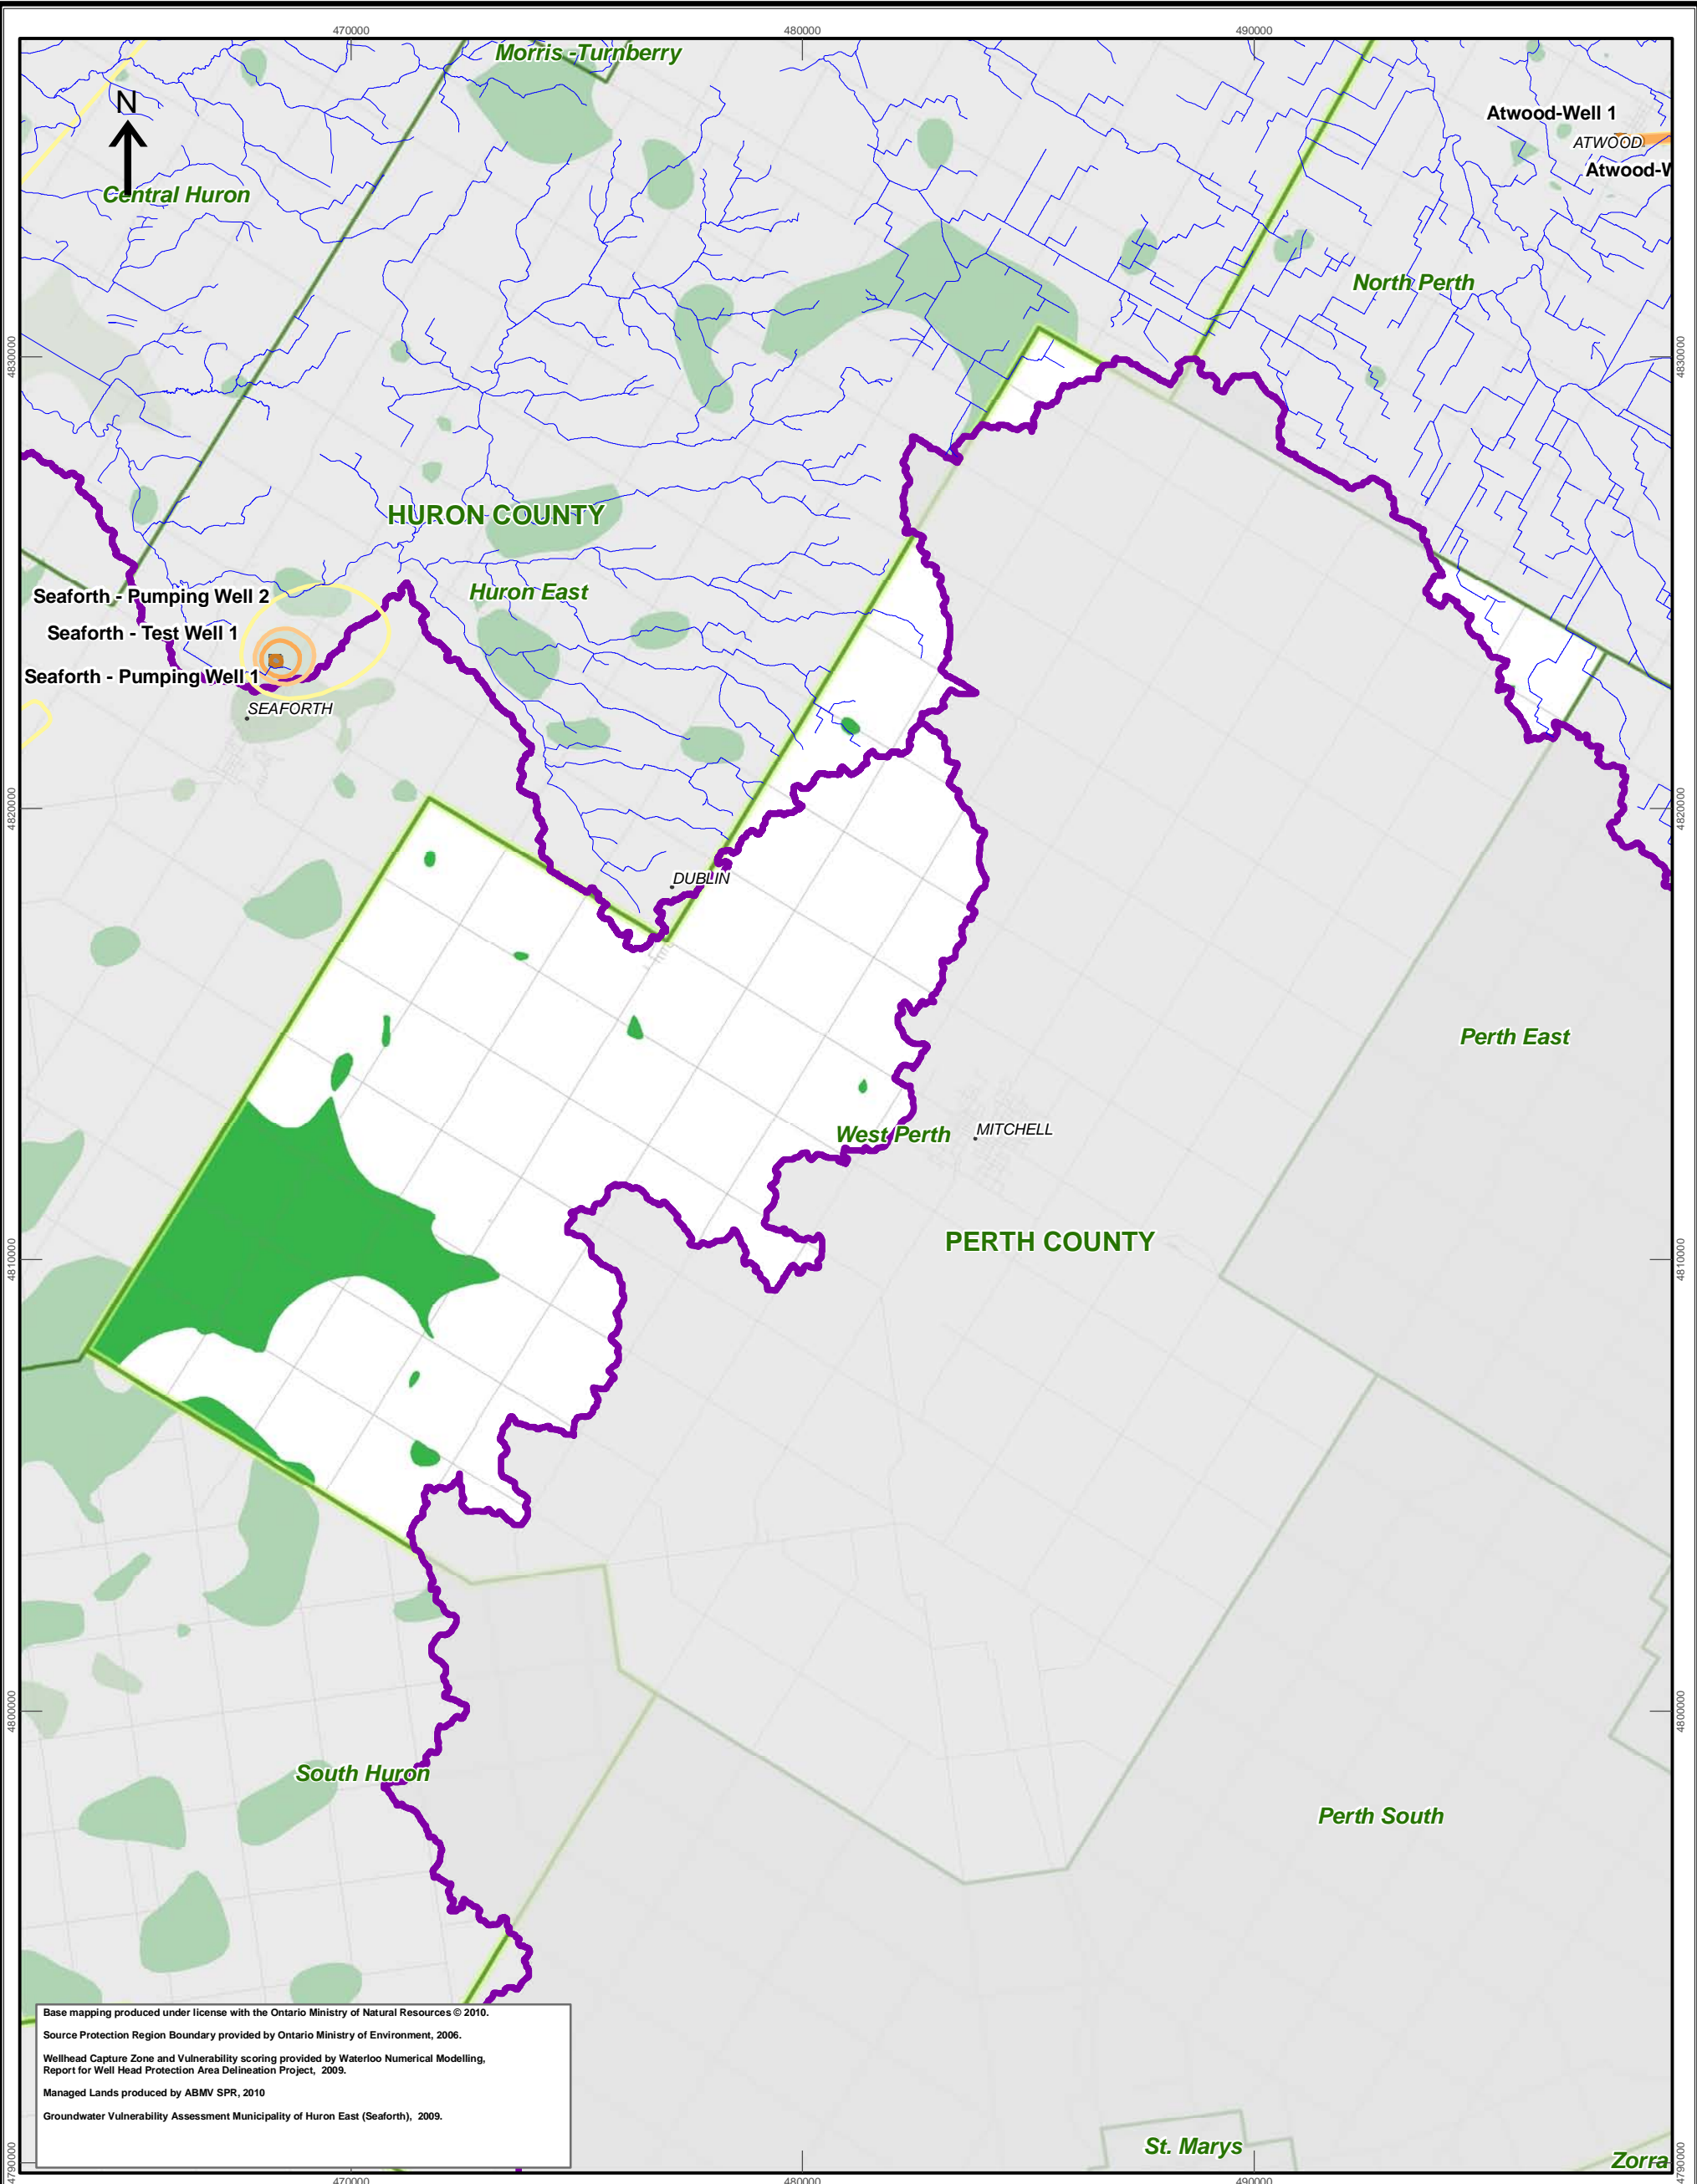 470000
480000
490000
Morris -Turnberry
N
Atwood-Well 1
ATWOOD
Atwood-W
Central Huron
North Perth
4830000
4830000
HURON COUNTY
Huron East
Seaforth - Pumping Well 2
Seaforth - Test Well 1
Seaforth - Pumping Well 1
SEAFORTH
4820000
4820000
DUBLIN
Perth East
West Perth
MITCHELL
PERTH COUNTY
4810000
4810000
4800000
4800000
South Huron
Perth South
Base mapping produced under license with the Ontario Ministry of Natural Resources © 2010.
Source Protection Region Boundary provided by Ontario Ministry of Environment, 2006.
Wellhead Capture Zone and Vulnerability scoring provided by Waterloo Numerical Modelling,
Report for Well Head Protection Area Delineation Project, 2009.
Managed Lands produced by ABMV SPR, 2010
Groundwater Vulnerability Assessment Municipality of Huron East (Seaforth), 2009.
St. Marys
Zorra
4790000
4790000
470000
480000
490000